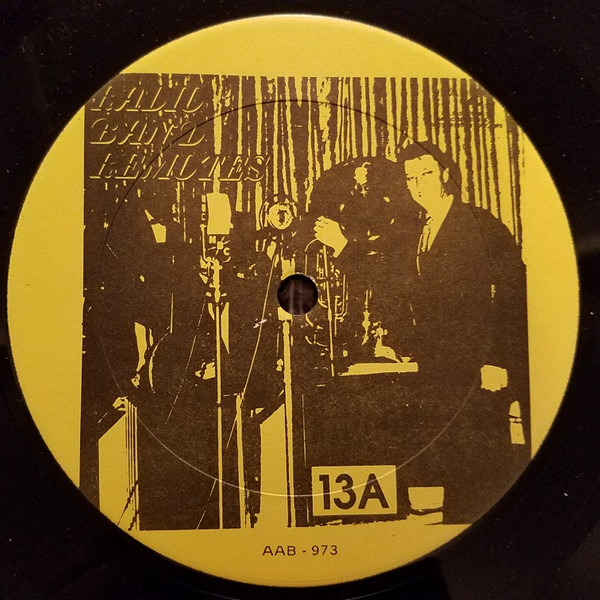 RADIO
BAND
REMOTES
13A
AAB - 973